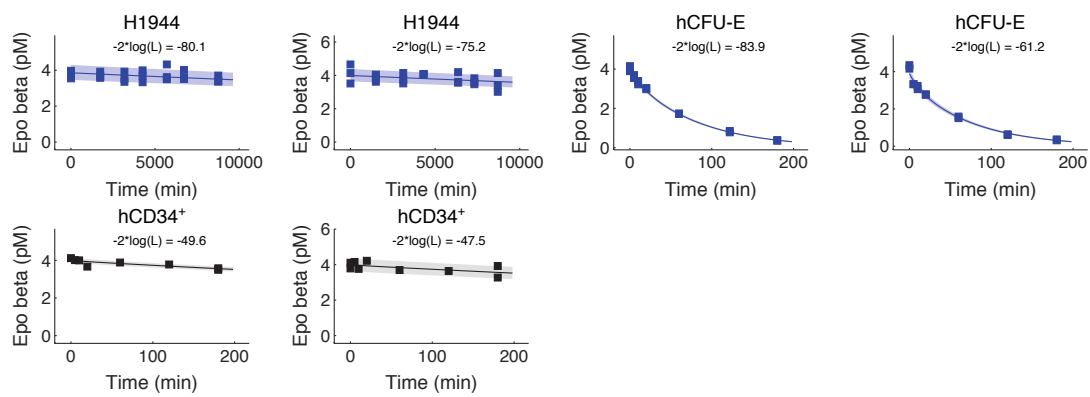 H1944
-2*log(L) = -80.1
Epo beta (pM)
6
4
2
0
0 5000 10000
Time (min)
H1944
-2*log(L) = -75.2
Epo beta (pM)
6
4
2
0
0 5000 10000
Time (min)
hCFU-E
-2*log(L) = -83.9
Epo beta (pM)
6
4
2
0
0 100 200
Time (min)
hCFU-E
-2*log(L) = -61.2
Epo beta (pM)
6
4
2
0
0 100 200
Time (min)
hCD34⁺
-2*log(L) = -49.6
Epo beta (pM)
6
4
2
0
0 100 200
Time (min)
hCD34⁺
-2*log(L) = -47.5
Epo beta (pM)
6
4
2
0
0 100 200
Time (min)